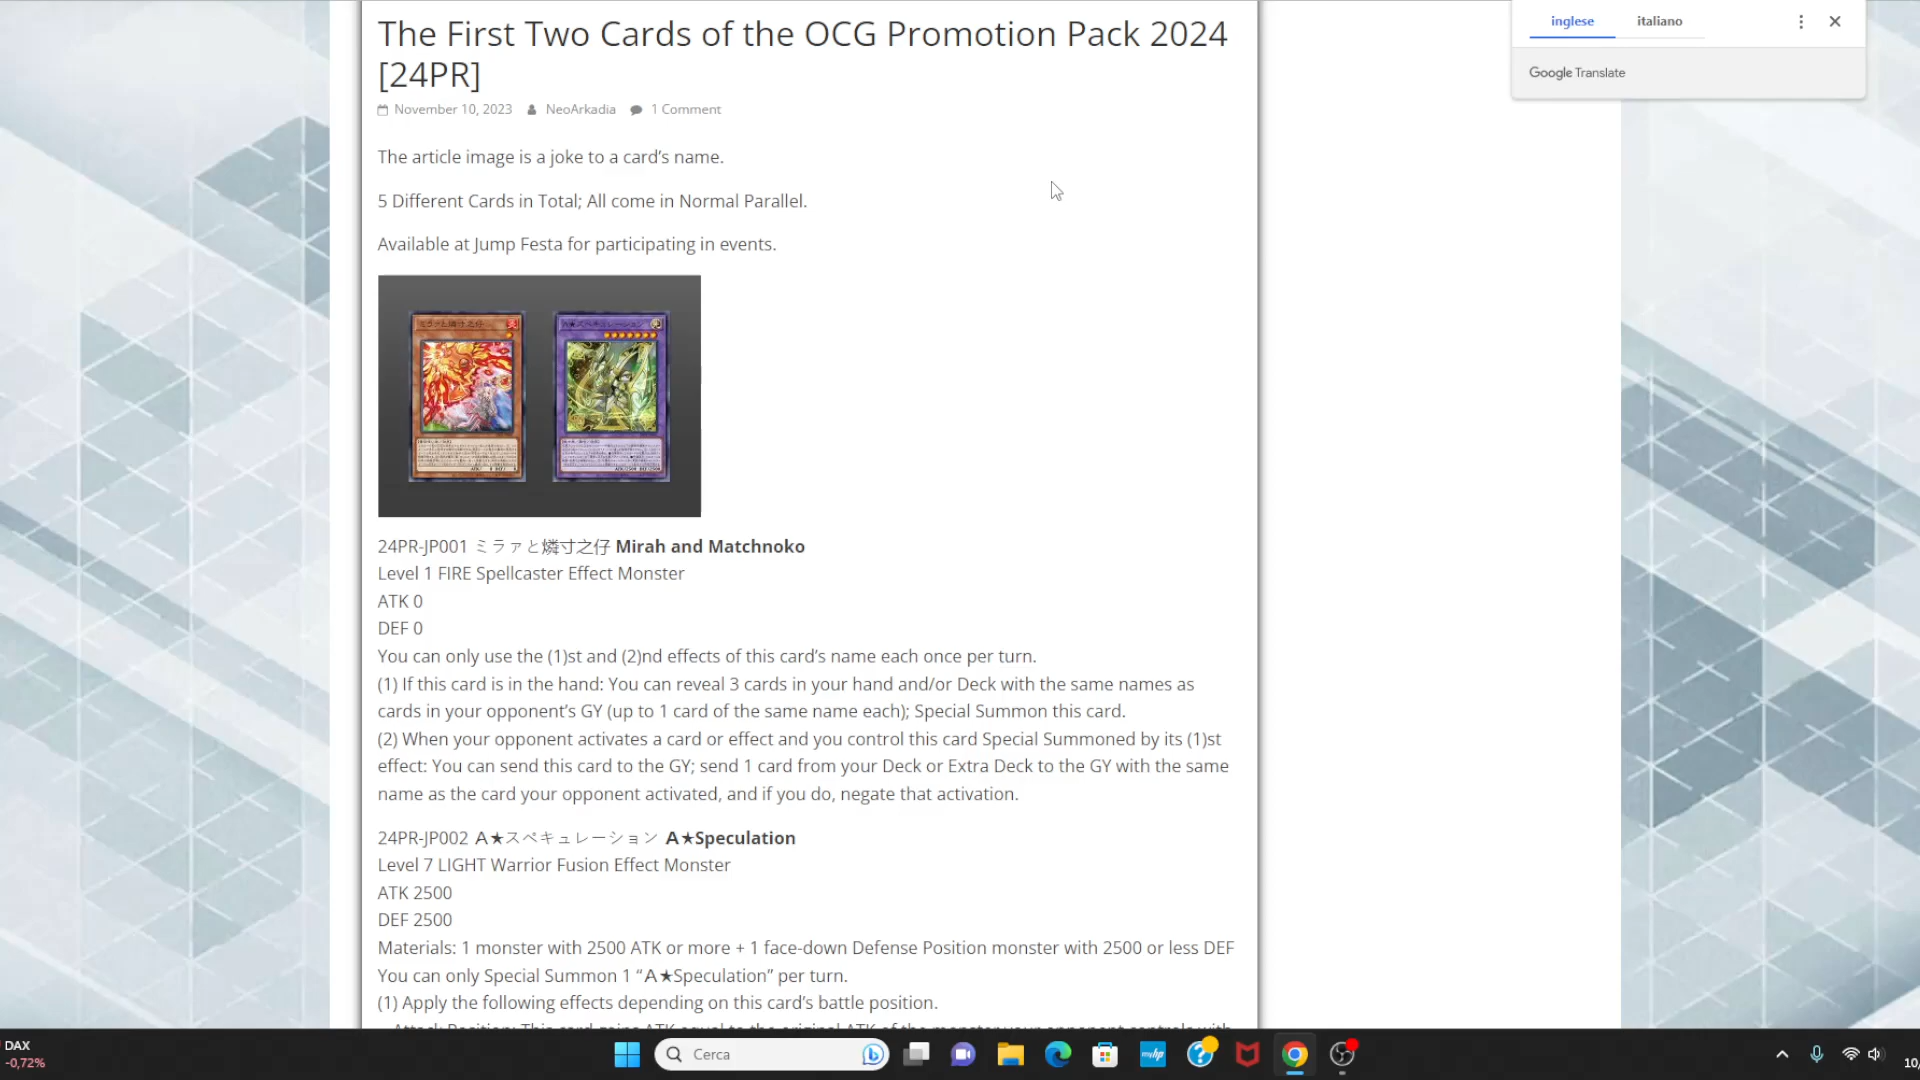 The First Two Cards of the OCG Promotion Pack 2024
[24PR]
November 10, 2023 NeoArkadia 1 Comment
The article image is a joke to a card's name.
5 Different Cards in Total; All come in Normal Parallel.
Available at Jump Festa for participating in events.
24PR-JP001 ミラァと燐寸之仔 Mirah and Matchnoko
Level 1 FIRE Spellcaster Effect Monster
ATK 0
DEF 0
You can only use the (1)st and (2)nd effects of this card's name each once per turn.
(1) If this card is in the hand: You can reveal 3 cards in your hand and/or Deck with the same names as
cards in your opponent's GY (up to 1 card of the same name each); Special Summon this card.
(2) When your opponent activates a card or effect and you control this card Special Summoned by its (1)st
effect: You can send this card to the GY; send 1 card from your Deck or Extra Deck to the GY with the same
name as the card your opponent activated, and if you do, negate that activation.
24PR-JP002 A★スペキュレーション A★Speculation
Level 7 LIGHT Warrior Fusion Effect Monster
ATK 2500
DEF 2500
Materials: 1 monster with 2500 ATK or more + 1 face-down Defense Position monster with 2500 or less DEF
You can only Special Summon 1 “A★Speculation” per turn.
(1) Apply the following effects depending on this card's battle position.
inglese italiano
Google Translate
DAX
-0,72%
Cerca
myhp
10